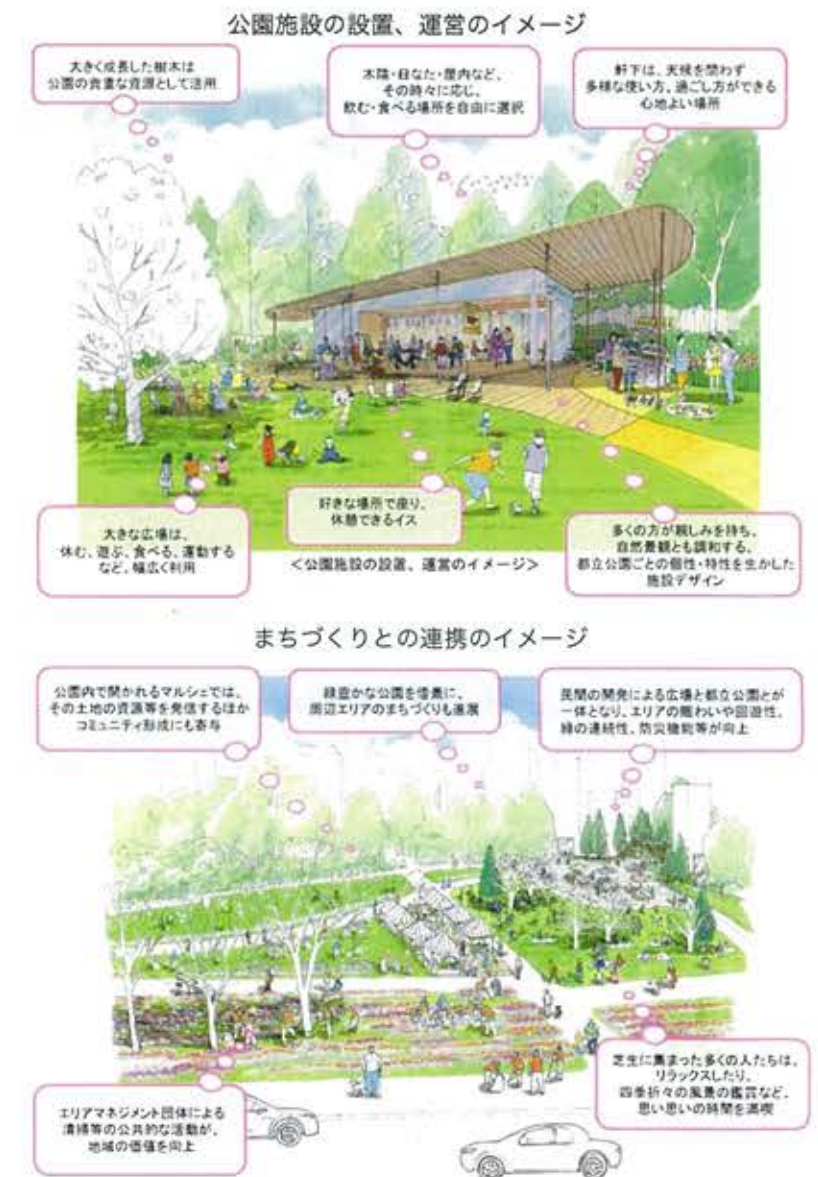 公園施設の設置、運営のイメージ
大きく成長した樹木は
公園の貴重な資源として活用
木陰・日なた・屋内など、
その時々に応じ、
飲む・食べる場所を自由に選択
軒下は、天候を問わず
多様な使い方、過ごし方ができる
心地よい場所
大きな広場は、
休む、遊ぶ、食べる、運動する
など、幅広く利用
好きな場所で座り、
休憩できるイス
多くの方が親しみを持ち、
自然景観とも調和する、
都立公園ごとの個性・特性を生かした
施設デザイン
＜公園施設の設置、運営のイメージ＞
まちづくりとの連携のイメージ
公園内で開かれるマルシェでは、
その土地の資源等を発信するほか
コミュニティ形成にも寄与
緑豊かな公園を借景に、
周辺エリアのまちづくりも進展
民間の開発による広場と都立公園とが
一体となり、エリアの賑わいや回遊性、
緑の連続性、防災機能等が向上
エリアマネジメント団体による
清掃等の公共的な活動が、
地域の価値を向上
芝生に集まった多くの人たちは、
リラックスしたり、
四季折々の風景の鑑賞など、
思い思いの時間を満喫